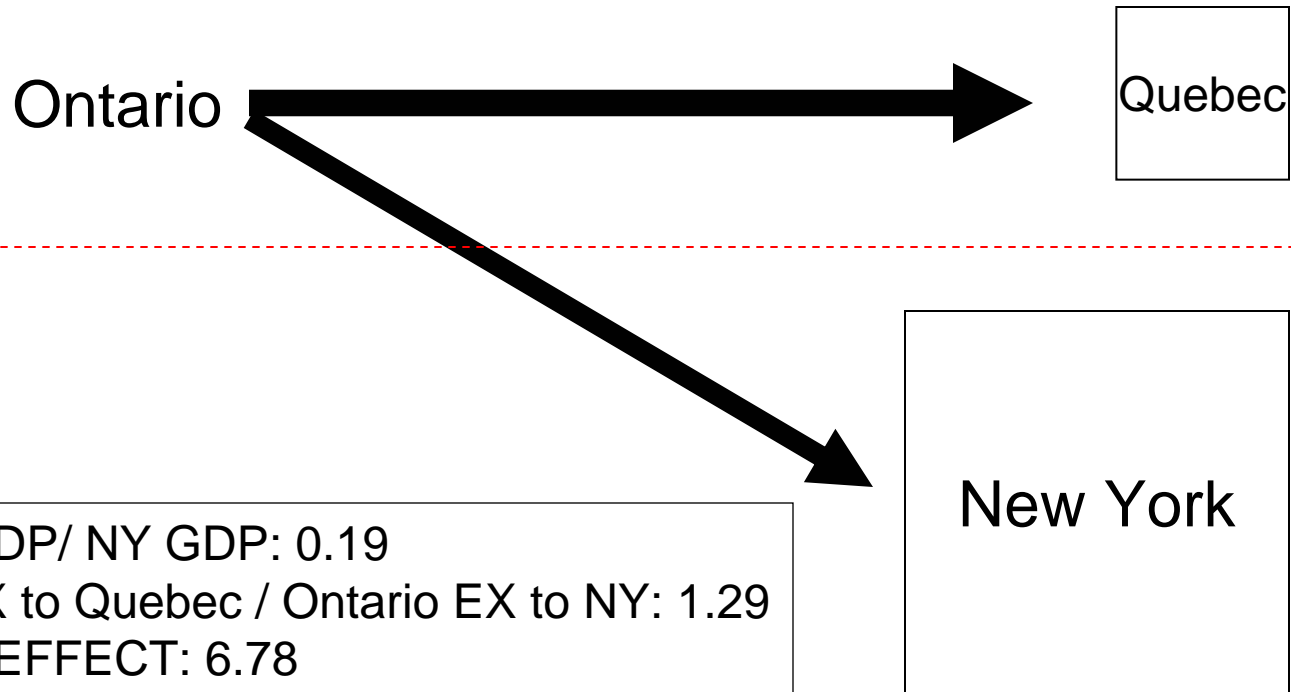 Ontario
Quebec
New York
DP/ NY GDP: 0.19
to Quebec / Ontario EX to NY: 1.29
EFFECT: 6.78